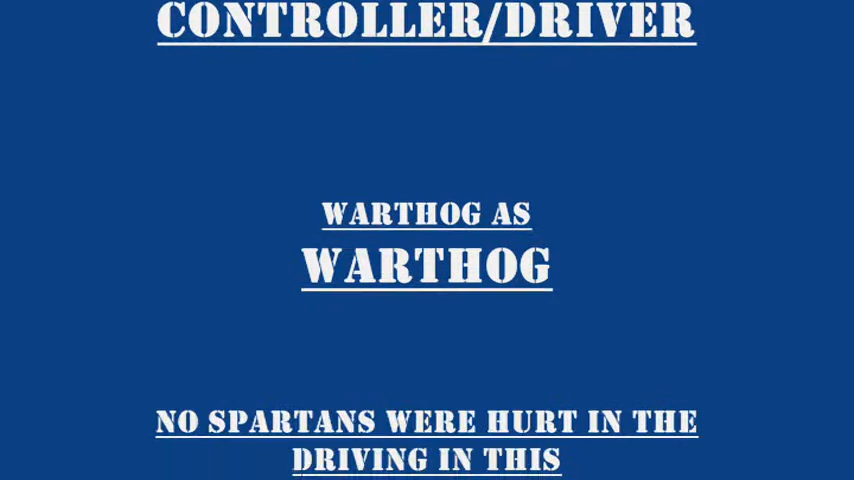 CONTROLLER/DRIVER
WARTHOG AS
WARTHOG
NO SPARTANS WERE HURT IN THE
DRIVING IN THIS